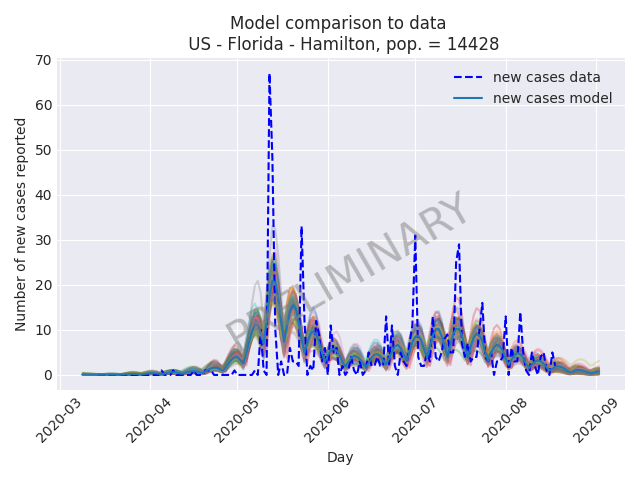 Model comparison to data
US - Florida - Hamilton, pop. = 14428
Number of new cases reported
70
60
50
40
30
20
10
0
new cases data
new cases model
PRELIMINARY
2020-03
2020-04
2020-05
2020-06
2020-07
2020-08
2020-09
Day